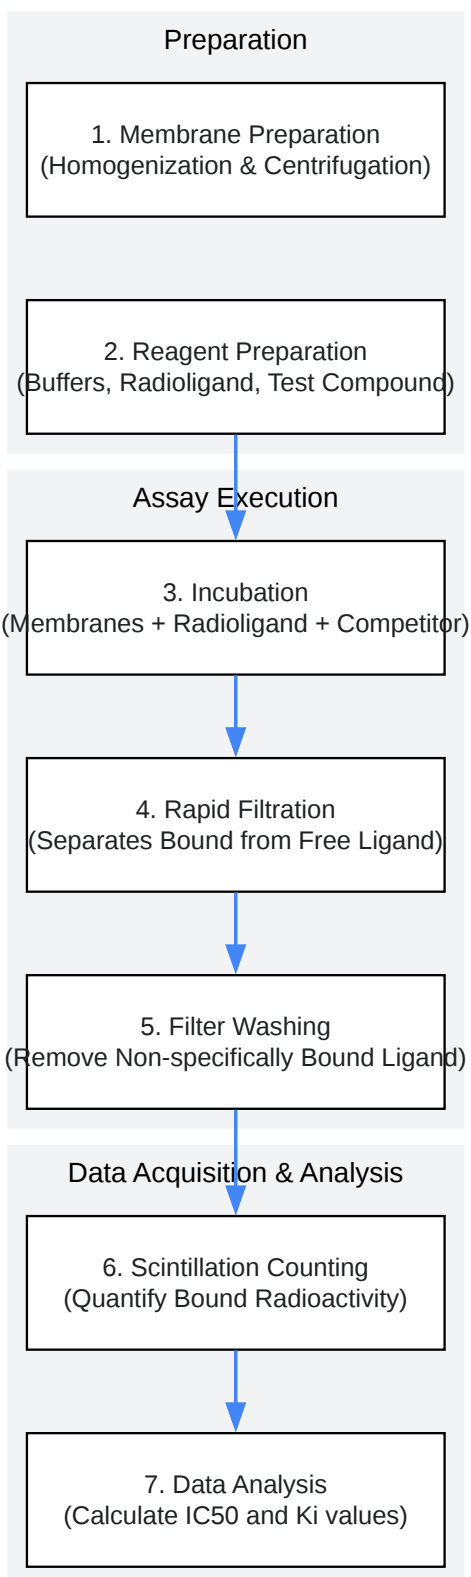 Preparation
1. Membrane Preparation
(Homogenization & Centrifugation)
2. Reagent Preparation
(Buffers, Radioligand, Test Compound)
Assay Execution
3. Incubation
(Membranes + Radioligand + Competitor)
4. Rapid Filtration
(Separates Bound from Free Ligand)
5. Filter Washing
(Remove Non-specifically Bound Ligand)
Data Acquisition & Analysis
6. Scintillation Counting
(Quantify Bound Radioactivity)
7. Data Analysis
(Calculate IC50 and Ki values)